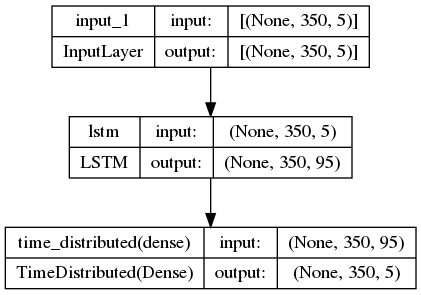 input_1 input: [(None, 350, 5)]
InputLayer output: [(None, 350, 5)]
lstm input: (None, 350, 5)
LSTM output: (None, 350, 95)
time_distributed(dense) input: (None, 350, 95)
TimeDistributed(Dense) output: (None, 350, 5)